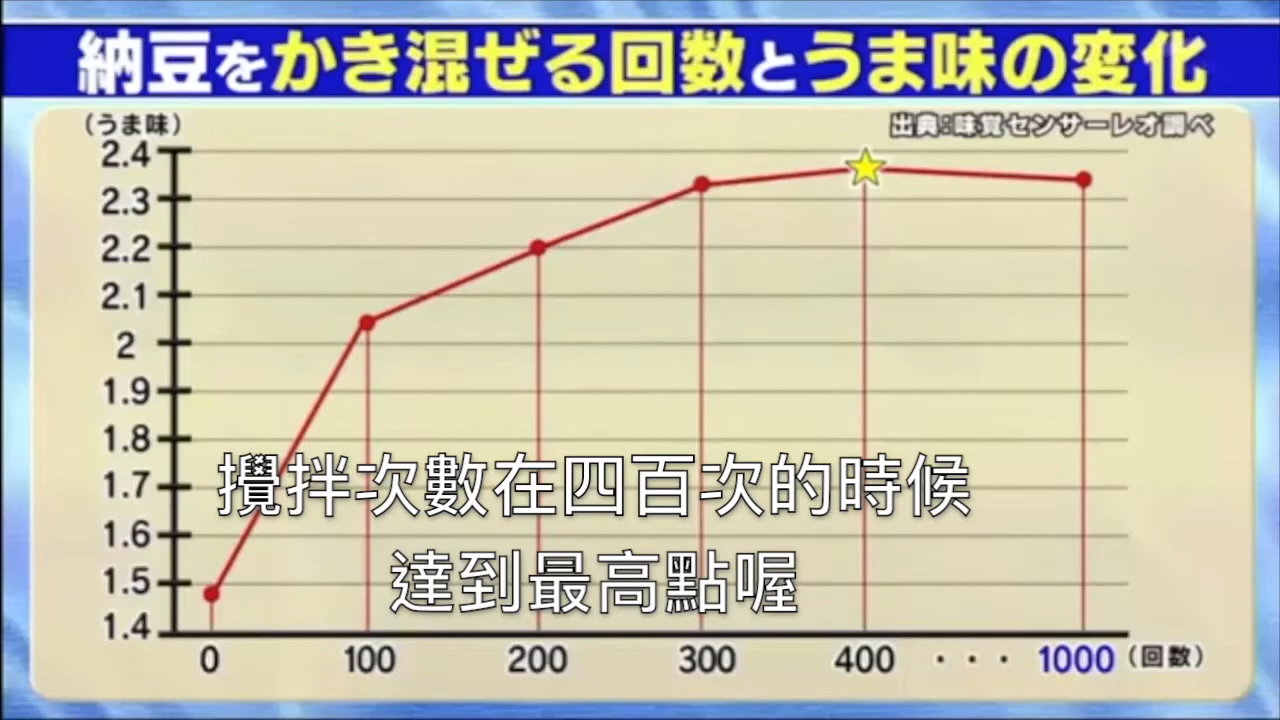 納豆をかき混ぜる回数とうま味の変化
(うま味)
出典:味覚センサーレオ調べ
2.4
2.3
2.2
2.1
2
1.9
1.8
1.7
1.6
1.5
1.4
攪拌次數在四百次的時候
達到最高點喔
0 100 200 300 400 ・・・ 1000 (回数)